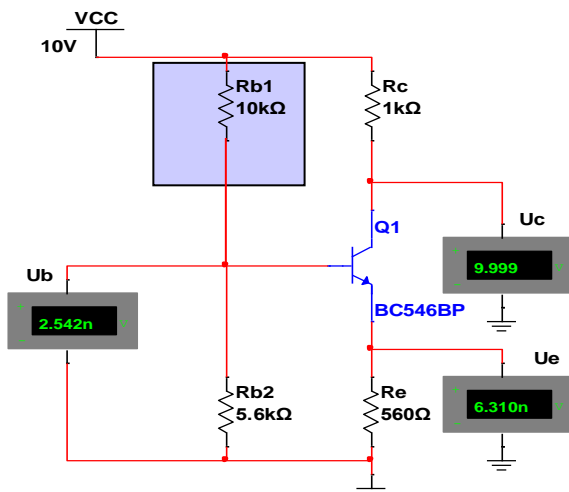 VCC
10V
Rb1
10kΩ
Rc
1kΩ
Q1
Uc
9.999 V
Ub
2.542n V
BC546BP
Ue
6.310n V
Rb2
5.6kΩ
Re
560Ω